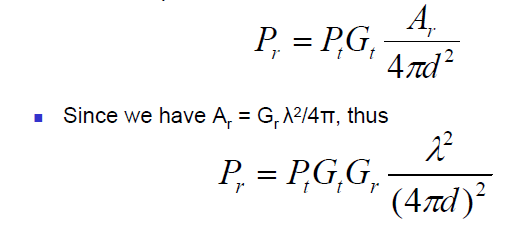 P_r = P_t G_t A_r / 4πd²
▪ Since we have A_r = G_r λ²/4π, thus
P_r = P_t G_t G_r λ² / (4πd)²